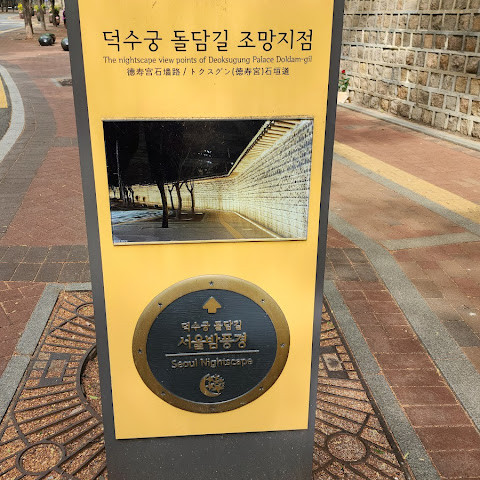 덕수궁 돌담길 조망지점
The nightscape view points of Deoksugung Palace Doldam-gil
德寿宮石墙路 / トクスグン(徳寿宮)石垣道
덕수궁 돌담길
서울밤풍경
Seoul Nightscape